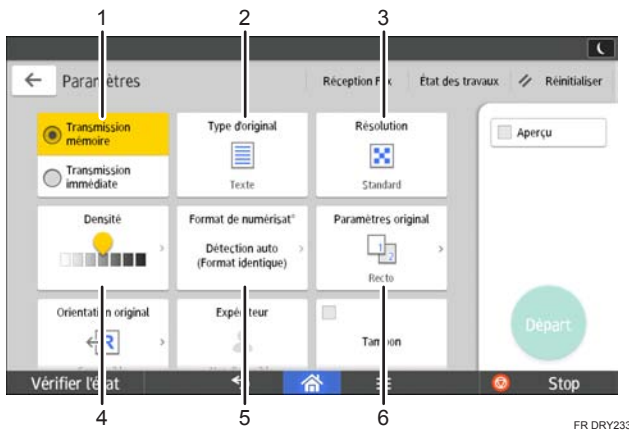 1 2 3
Paramètres Réception F x État des travaux Réinitialiser
Transmission mémoire
Transmission immédiate
Type d'original
Texte
Résolution
Standard
Aperçu
Densité
Format de numérisat°
Détection auto
(Format identique)
Paramètres original
1 2
Recto
Orientation original
R
Expéditeur
Tampon
Départ
Vérifier l'état
Stop
4 5 6
FR DRY233